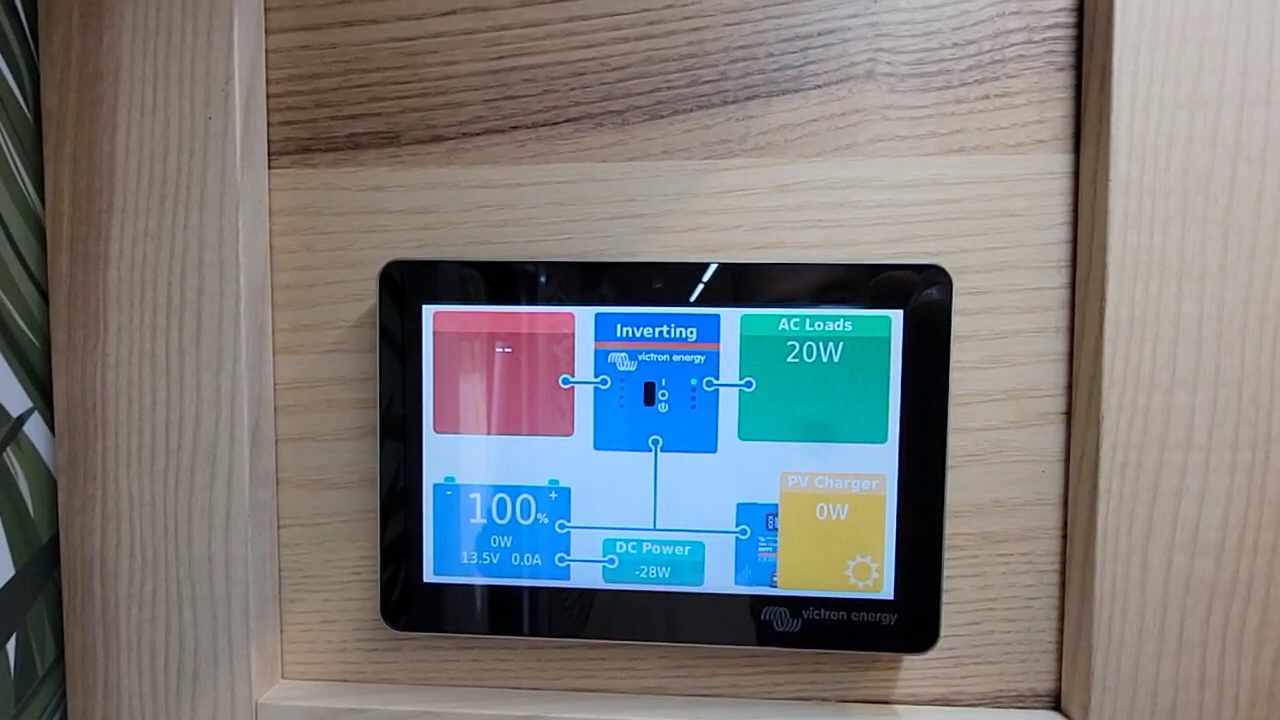 --
Inverting
victron energy
AC Loads
20W
- +
100%
0W
13.5V 0.0A
DC Power
-28W
PV Charger
0W
victron energy